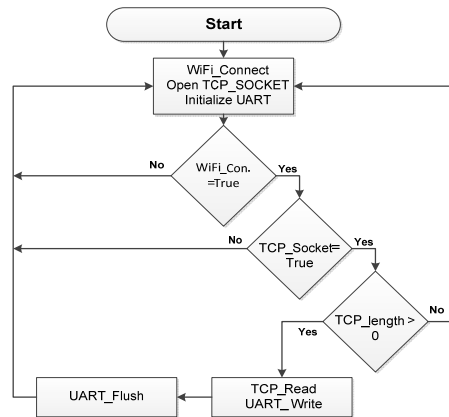 Start
WiFi_Connect
Open TCP_SOCKET
Initialize UART
WiFi_Con.
=True
No
Yes
TCP_Socket=
True
No
Yes
TCP_length >
0
No
Yes
TCP_Read
UART_Write
UART_Flush